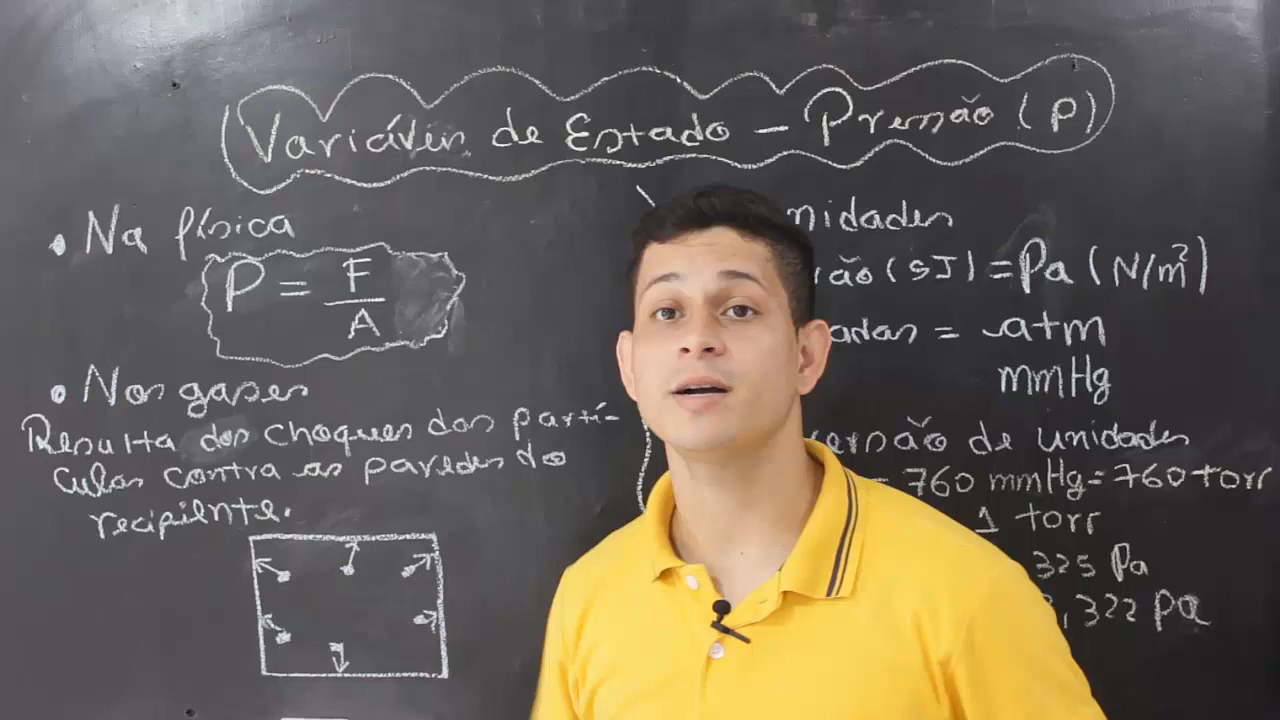 Variáveis de Estado - Pressão (P)
• Na física
P = F
A
• Nos gases
Resulta dos choques das partí-
culas contra as paredes do
recipiente.
nidades
são (SI) = Pa (N/m²)
adas = atm
mmHg
ersão de unidades
= 760 mmHg = 760 torr
1 torr
325 Pa
,322 Pa